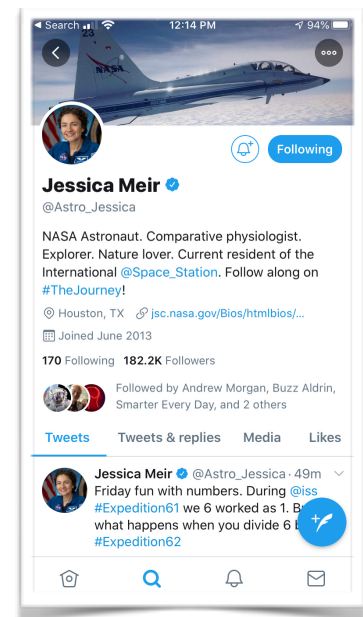 Search 12:14 PM 94%
23
NASA
Following
Jessica Meir
@Astro_Jessica
NASA Astronaut. Comparative physiologist.
Explorer. Nature lover. Current resident of the
International @Space_Station. Follow along on
#TheJourney!
Houston, TX jsc.nasa.gov/Bios/htmlbios/...
Joined June 2013
170 Following 182.2K Followers
Followed by Andrew Morgan, Buzz Aldrin,
Smarter Every Day, and 2 others
Tweets Tweets & replies Media Likes
Jessica Meir @Astro_Jessica · 49m
Friday fun with numbers. During @iss
#Expedition61 we 6 worked as 1.
what happens when you divide 6
#Expedition62